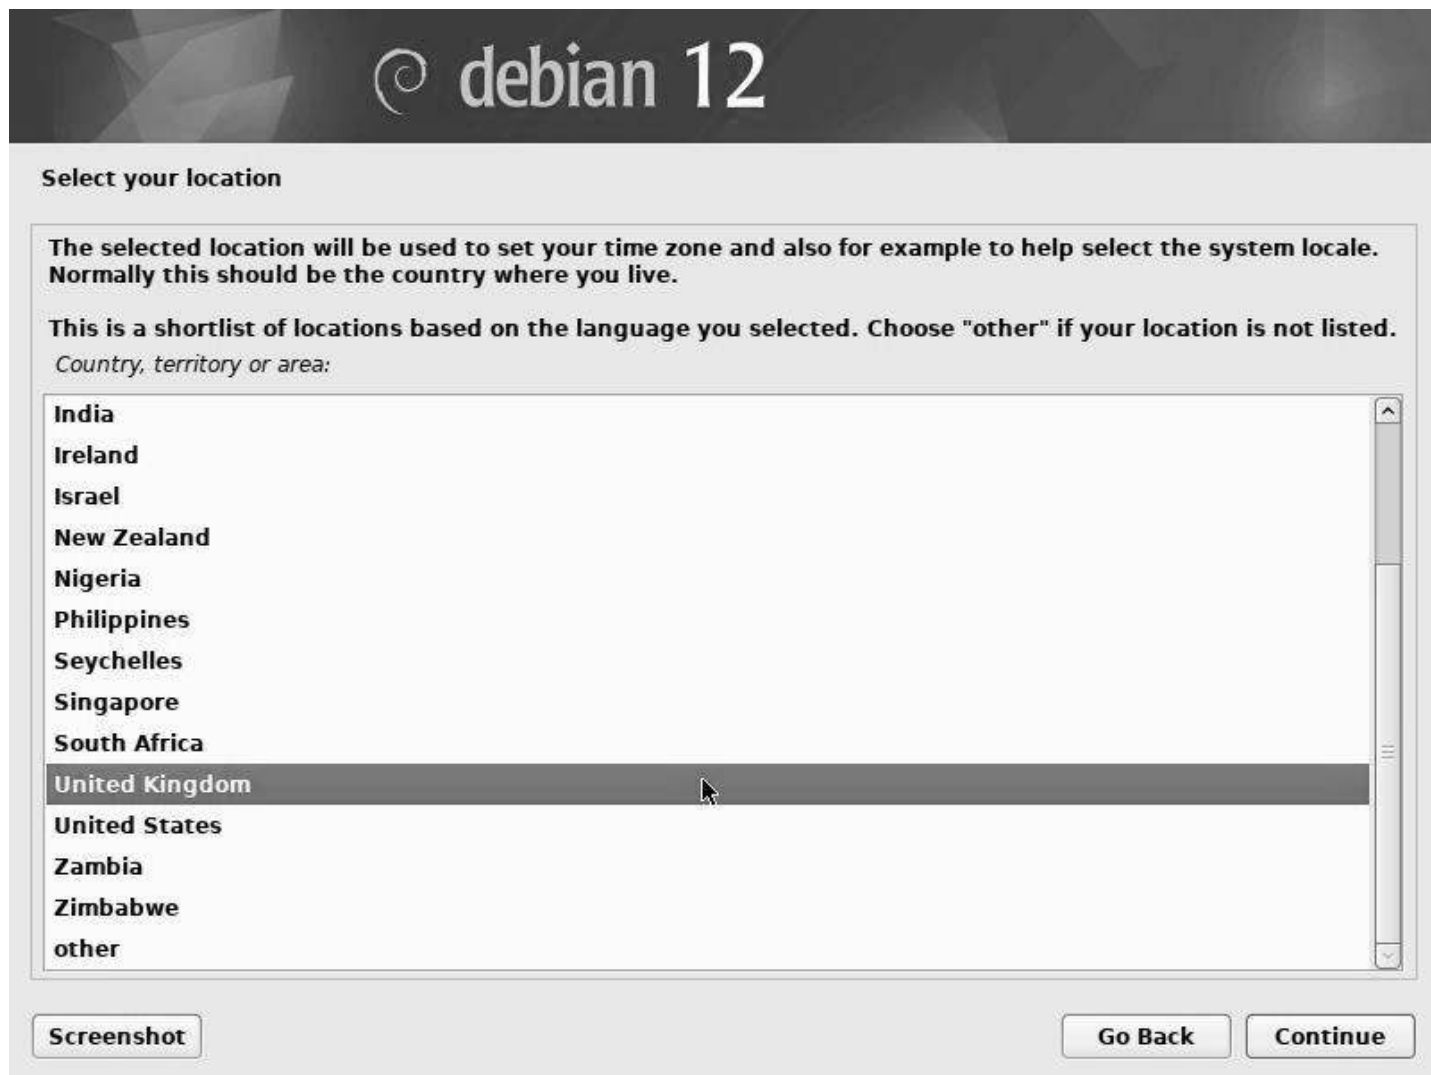 debian 12
Select your location
The selected location will be used to set your time zone and also for example to help select the system locale.
Normally this should be the country where you live.
This is a shortlist of locations based on the language you selected. Choose "other" if your location is not listed.
Country, territory or area:
India
Ireland
Israel
New Zealand
Nigeria
Philippines
Seychelles
Singapore
South Africa
United Kingdom
United States
Zambia
Zimbabwe
other
Screenshot
Go Back
Continue